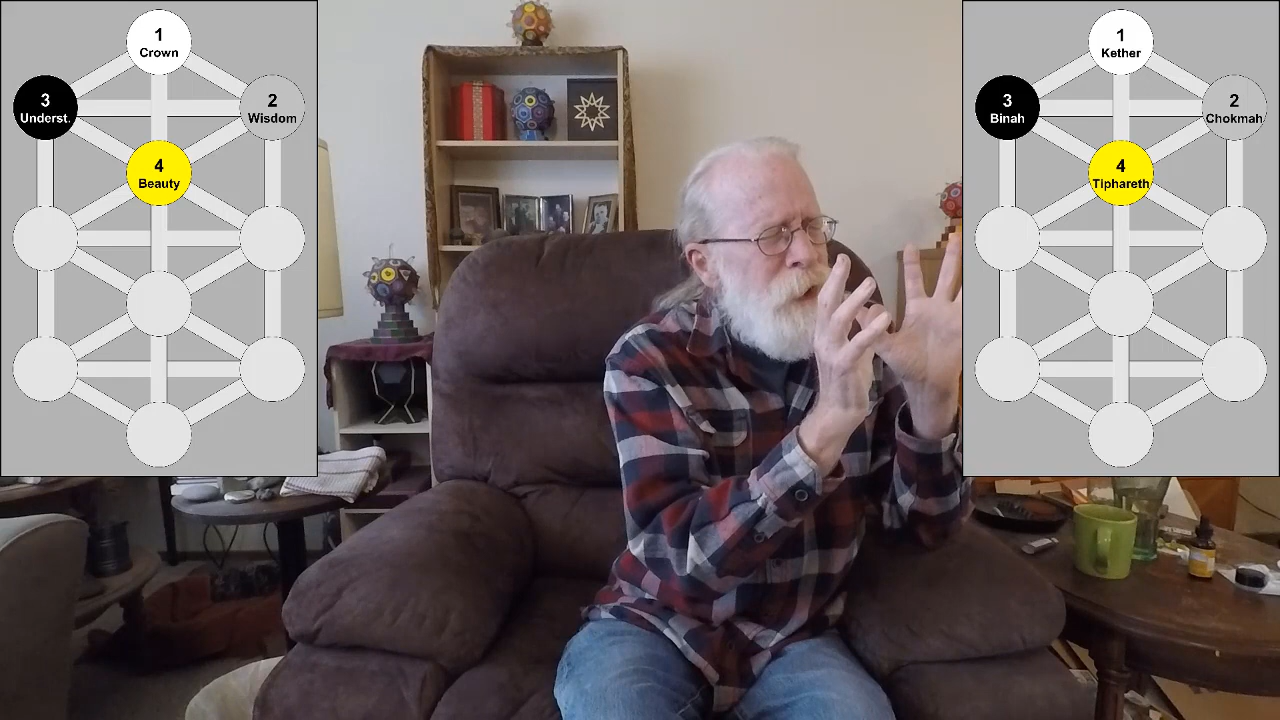 1
Crown
3
Underst.
2
Wisdom
4
Beauty
1
Kether
3
Binah
2
Chokmah
4
Tiphareth